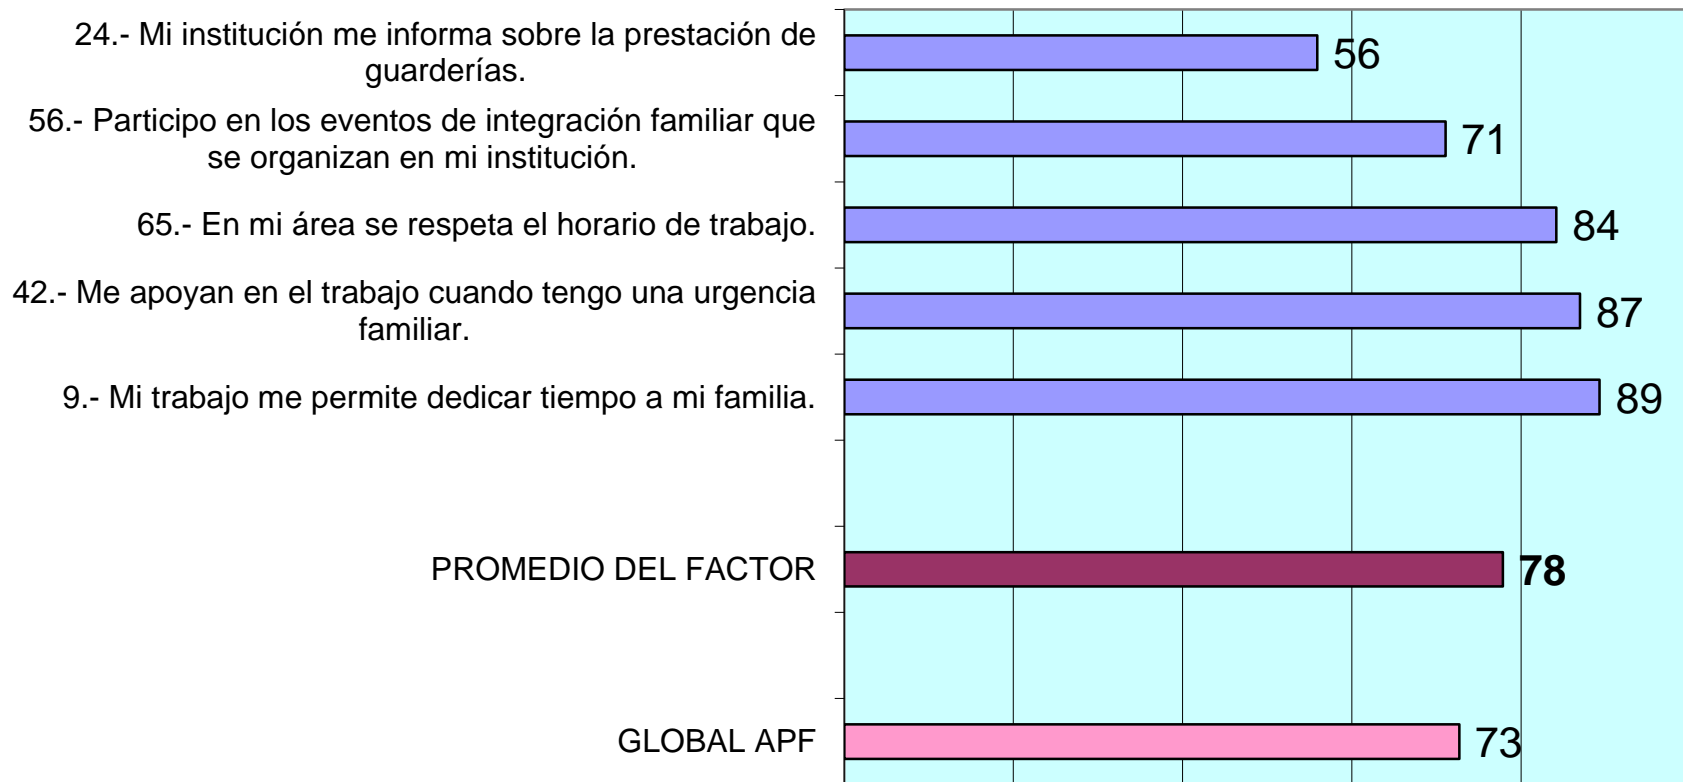 24.- Mi institución me informa sobre la prestación de
guarderías.
56
56.- Participo en los eventos de integración familiar que
se organizan en mi institución.
71
65.- En mi área se respeta el horario de trabajo.
84
42.- Me apoyan en el trabajo cuando tengo una urgencia
familiar.
87
9.- Mi trabajo me permite dedicar tiempo a mi familia.
89
PROMEDIO DEL FACTOR
78
GLOBAL APF
73